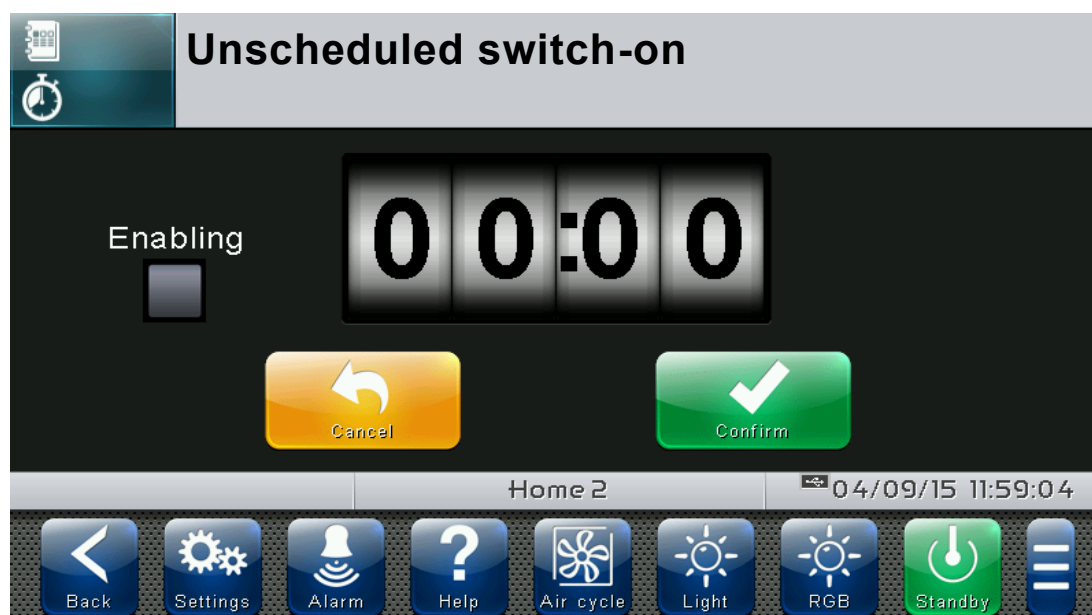 Unscheduled switch-on
Enabling
00:00
Cancel
Confirm
Home 2
04/09/15 11:59:04
Back
Settings
Alarm
Help
Air cycle
Light
RGB
Standby